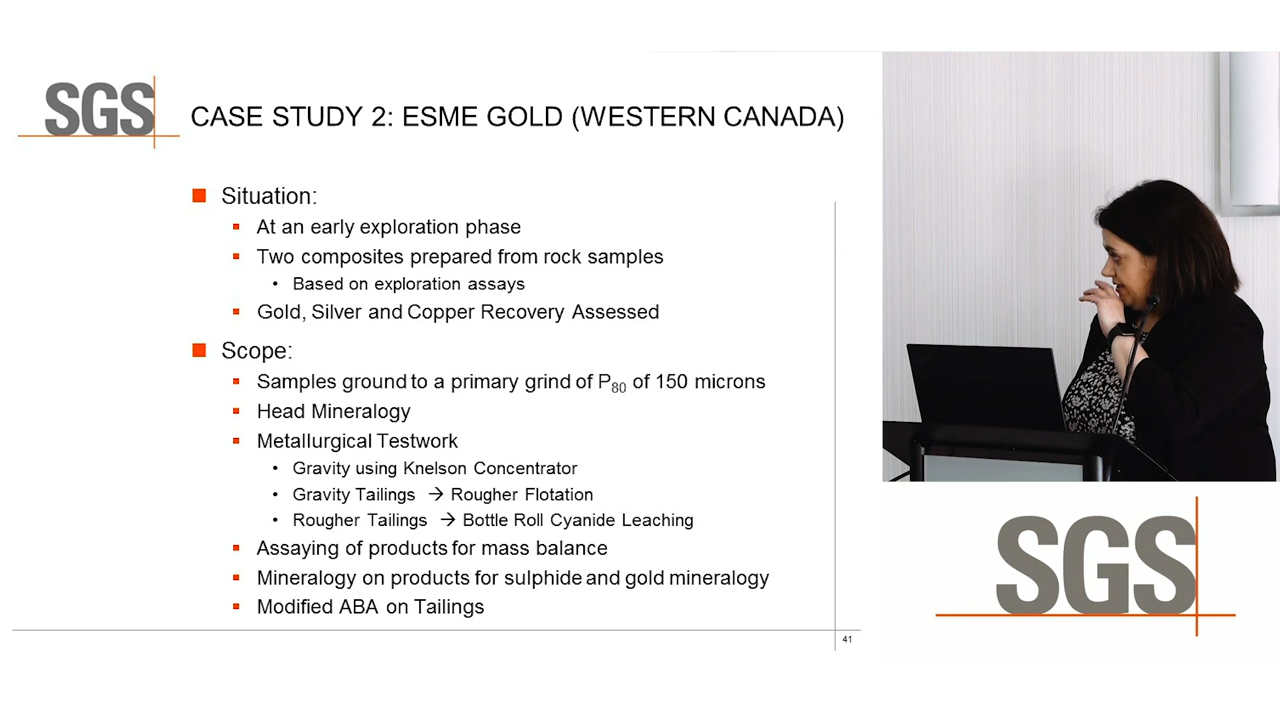 SGS
CASE STUDY 2: ESME GOLD (WESTERN CANADA)
Situation:
At an early exploration phase
Two composites prepared from rock samples
Based on exploration assays
Gold, Silver and Copper Recovery Assessed
Scope:
Samples ground to a primary grind of P80 of 150 microns
Head Mineralogy
Metallurgical Testwork
Gravity using Knelson Concentrator
Gravity Tailings → Rougher Flotation
Rougher Tailings → Bottle Roll Cyanide Leaching
Assaying of products for mass balance
Mineralogy on products for sulphide and gold mineralogy
Modified ABA on Tailings
41
SGS